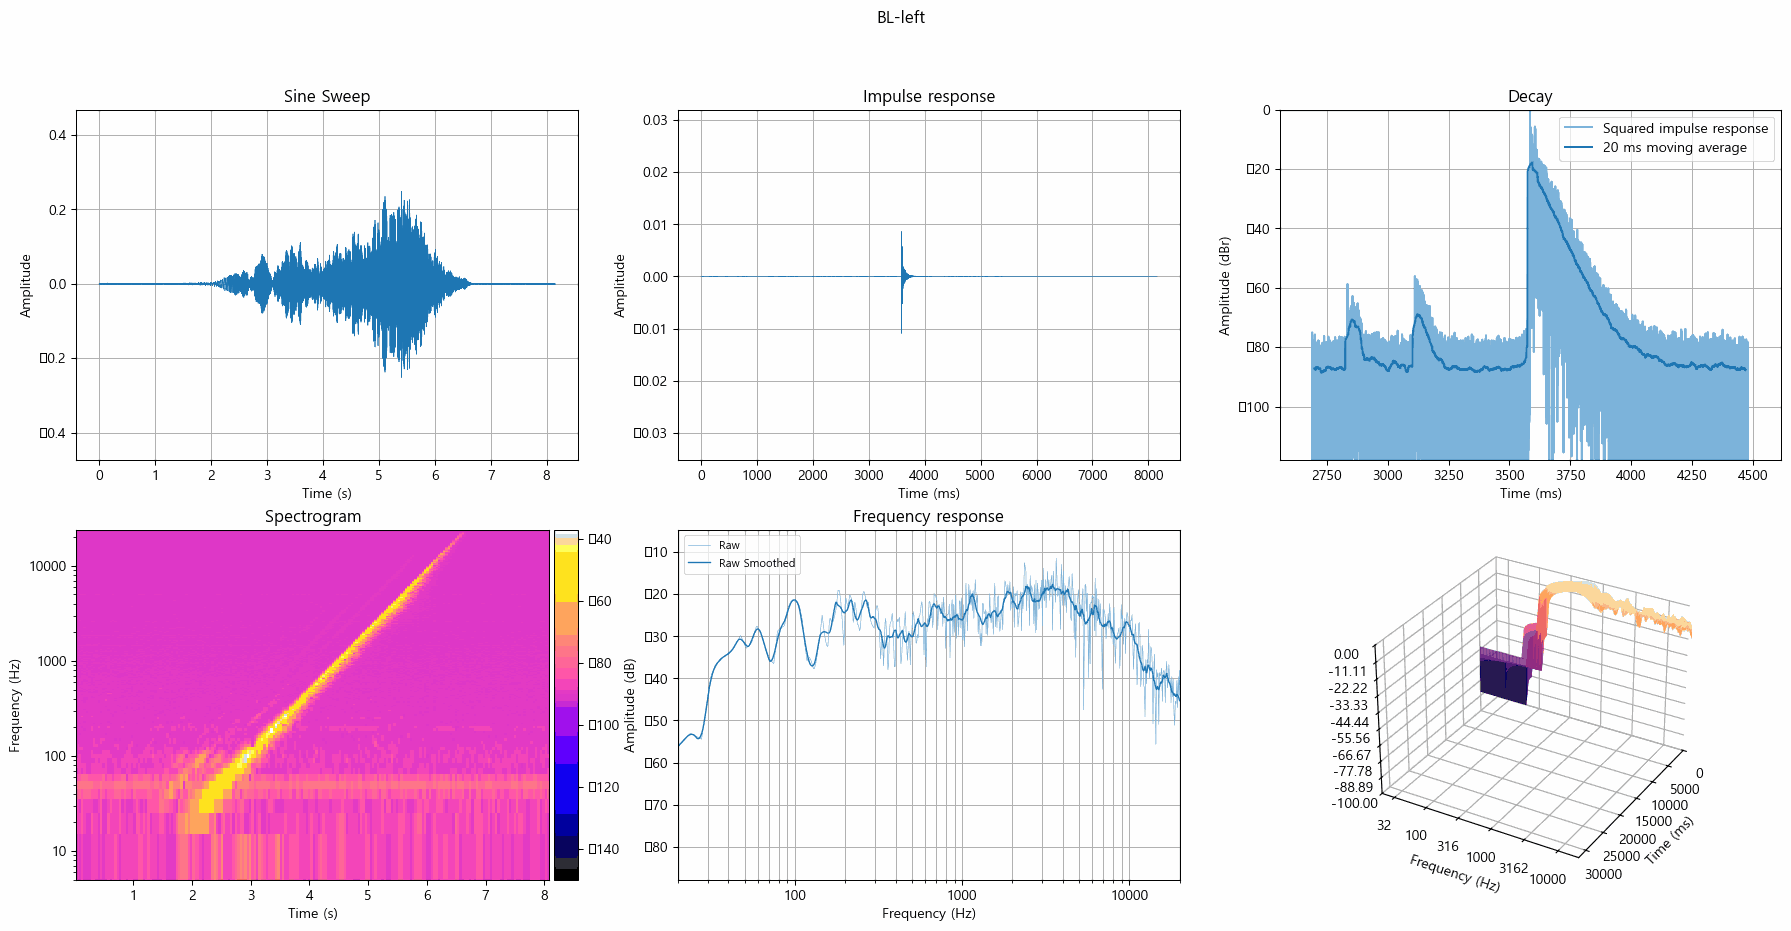 BL-left
Sine Sweep
0.4
0.2
0.0
▯0.2
▯0.4
Amplitude
0 1 2 3 4 5 6 7 8
Time (s)
Impulse response
0.03
0.02
0.01
0.00
▯0.01
▯0.02
▯0.03
Amplitude
0 1000 2000 3000 4000 5000 6000 7000 8000
Time (ms)
Decay
Squared impulse response
20 ms moving average
0
▯20
▯40
▯60
▯80
▯100
Amplitude (dBr)
2750 3000 3250 3500 3750 4000 4250 4500
Time (ms)
Spectrogram
10000
1000
100
10
Frequency (Hz)
1 2 3 4 5 6 7 8
Time (s)
▯40
▯60
▯80
▯100
▯120
▯140
Frequency response
Raw
Raw Smoothed
▯10
▯20
▯30
▯40
▯50
▯60
▯70
▯80
Amplitude (dB)
100 1000 10000
Frequency (Hz)
0.00
-11.11
-22.22
-33.33
-44.44
-55.56
-66.67
-77.78
-88.89
-100.00
32 100 316 1000 3162 10000
Frequency (Hz)
0
5000
10000
15000
20000
25000
30000
Time (ms)